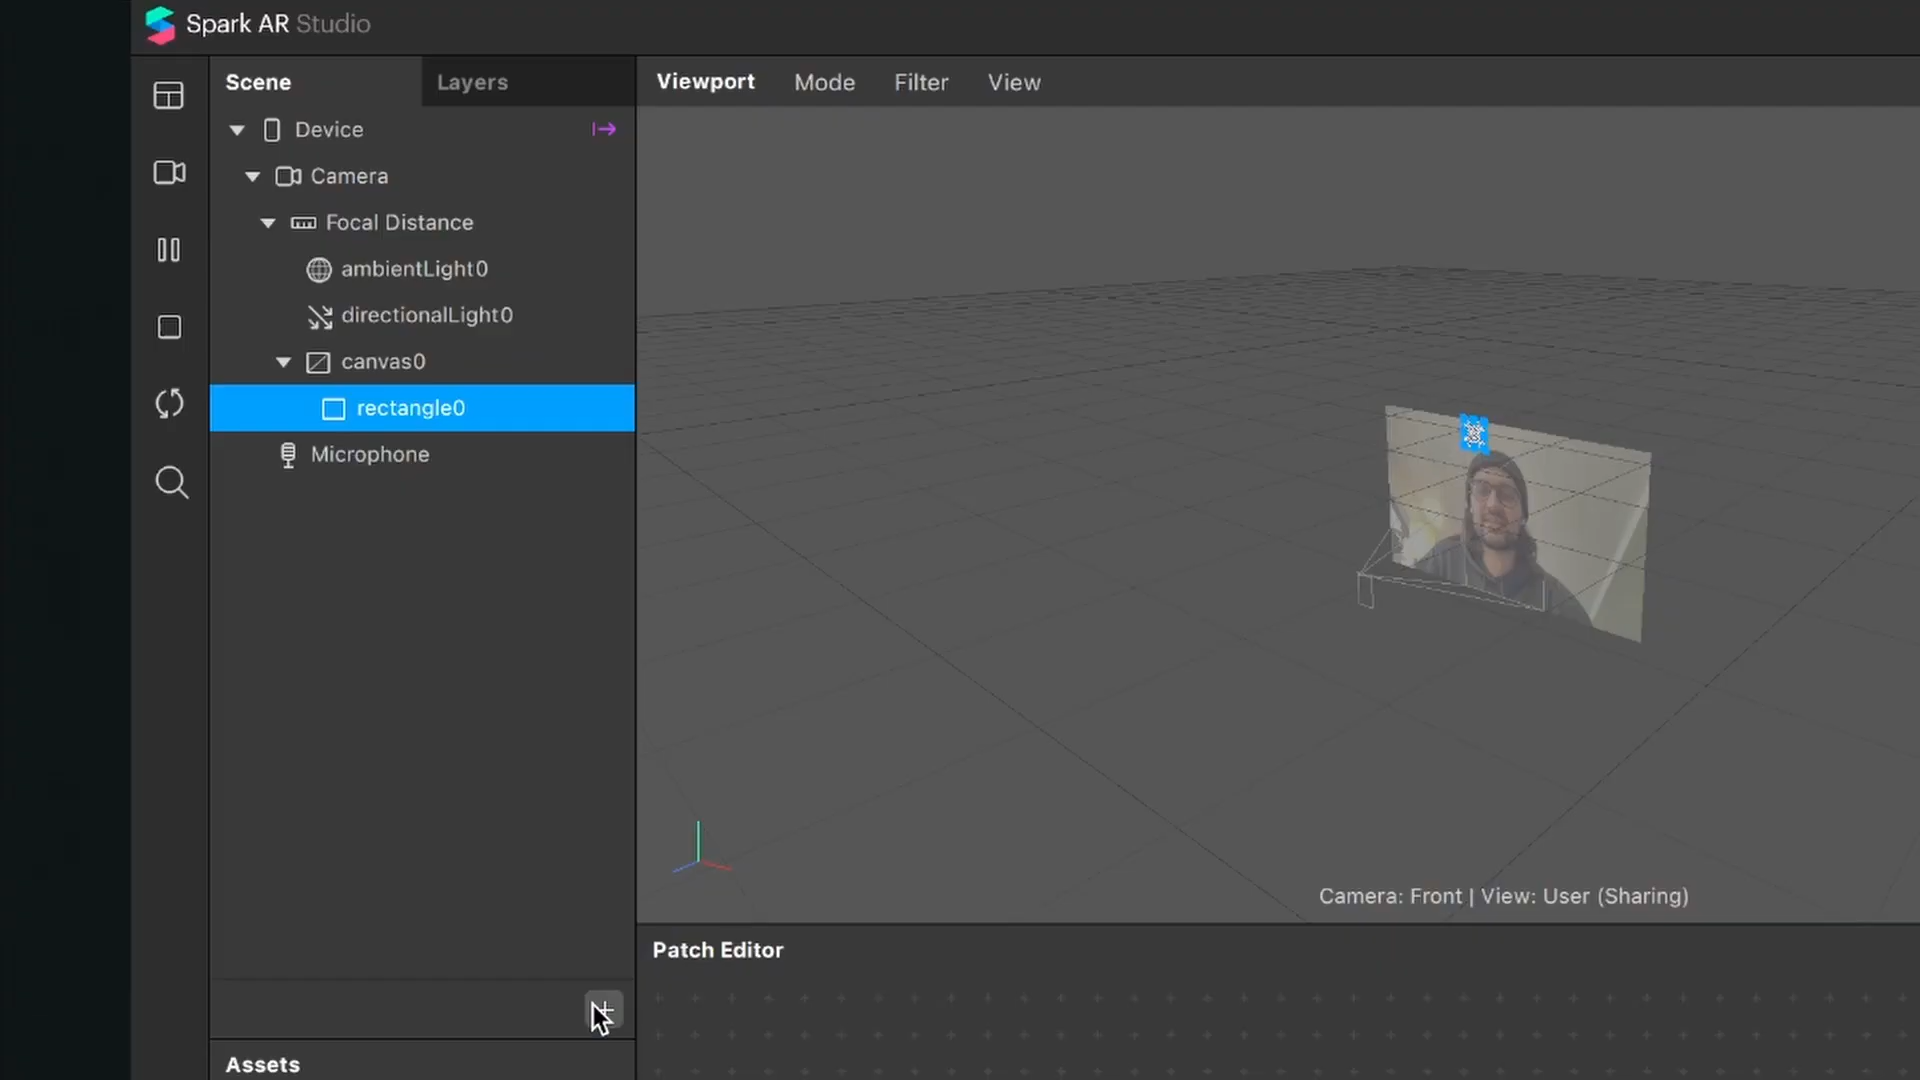 Spark AR Studio
Scene
Layers
Viewport
Mode
Filter
View
Device
Camera
Focal Distance
ambientLight0
directionalLight0
canvas0
rectangle0
Microphone
Camera: Front | View: User (Sharing)
Patch Editor
Assets